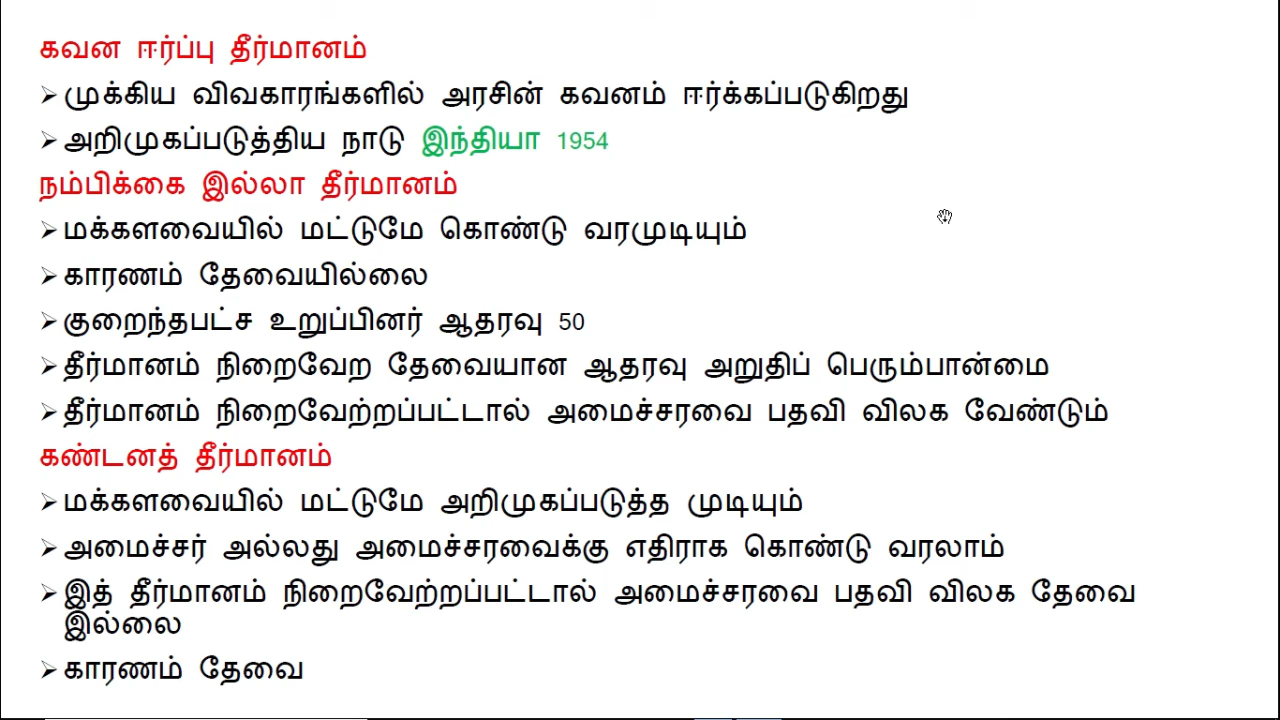 கவன ஈர்ப்பு தீர்மானம்
➢முக்கிய விவகாரங்களில் அரசின் கவனம் ஈர்க்கப்படுகிறது
➢அறிமுகப்படுத்திய நாடு இந்தியா 1954
நம்பிக்கை இல்லா தீர்மானம்
➢மக்களவையில் மட்டுமே கொண்டு வரமுடியும்
➢காரணம் தேவையில்லை
➢குறைந்தபட்ச உறுப்பினர் ஆதரவு 50
➢தீர்மானம் நிறைவேற தேவையான ஆதரவு அறுதிப் பெரும்பான்மை
➢தீர்மானம் நிறைவேற்றப்பட்டால் அமைச்சரவை பதவி விலக வேண்டும்
கண்டனத் தீர்மானம்
➢மக்களவையில் மட்டுமே அறிமுகப்படுத்த முடியும்
➢அமைச்சர் அல்லது அமைச்சரவைக்கு எதிராக கொண்டு வரலாம்
➢இத் தீர்மானம் நிறைவேற்றப்பட்டால் அமைச்சரவை பதவி விலக தேவை
இல்லை
➢காரணம் தேவை